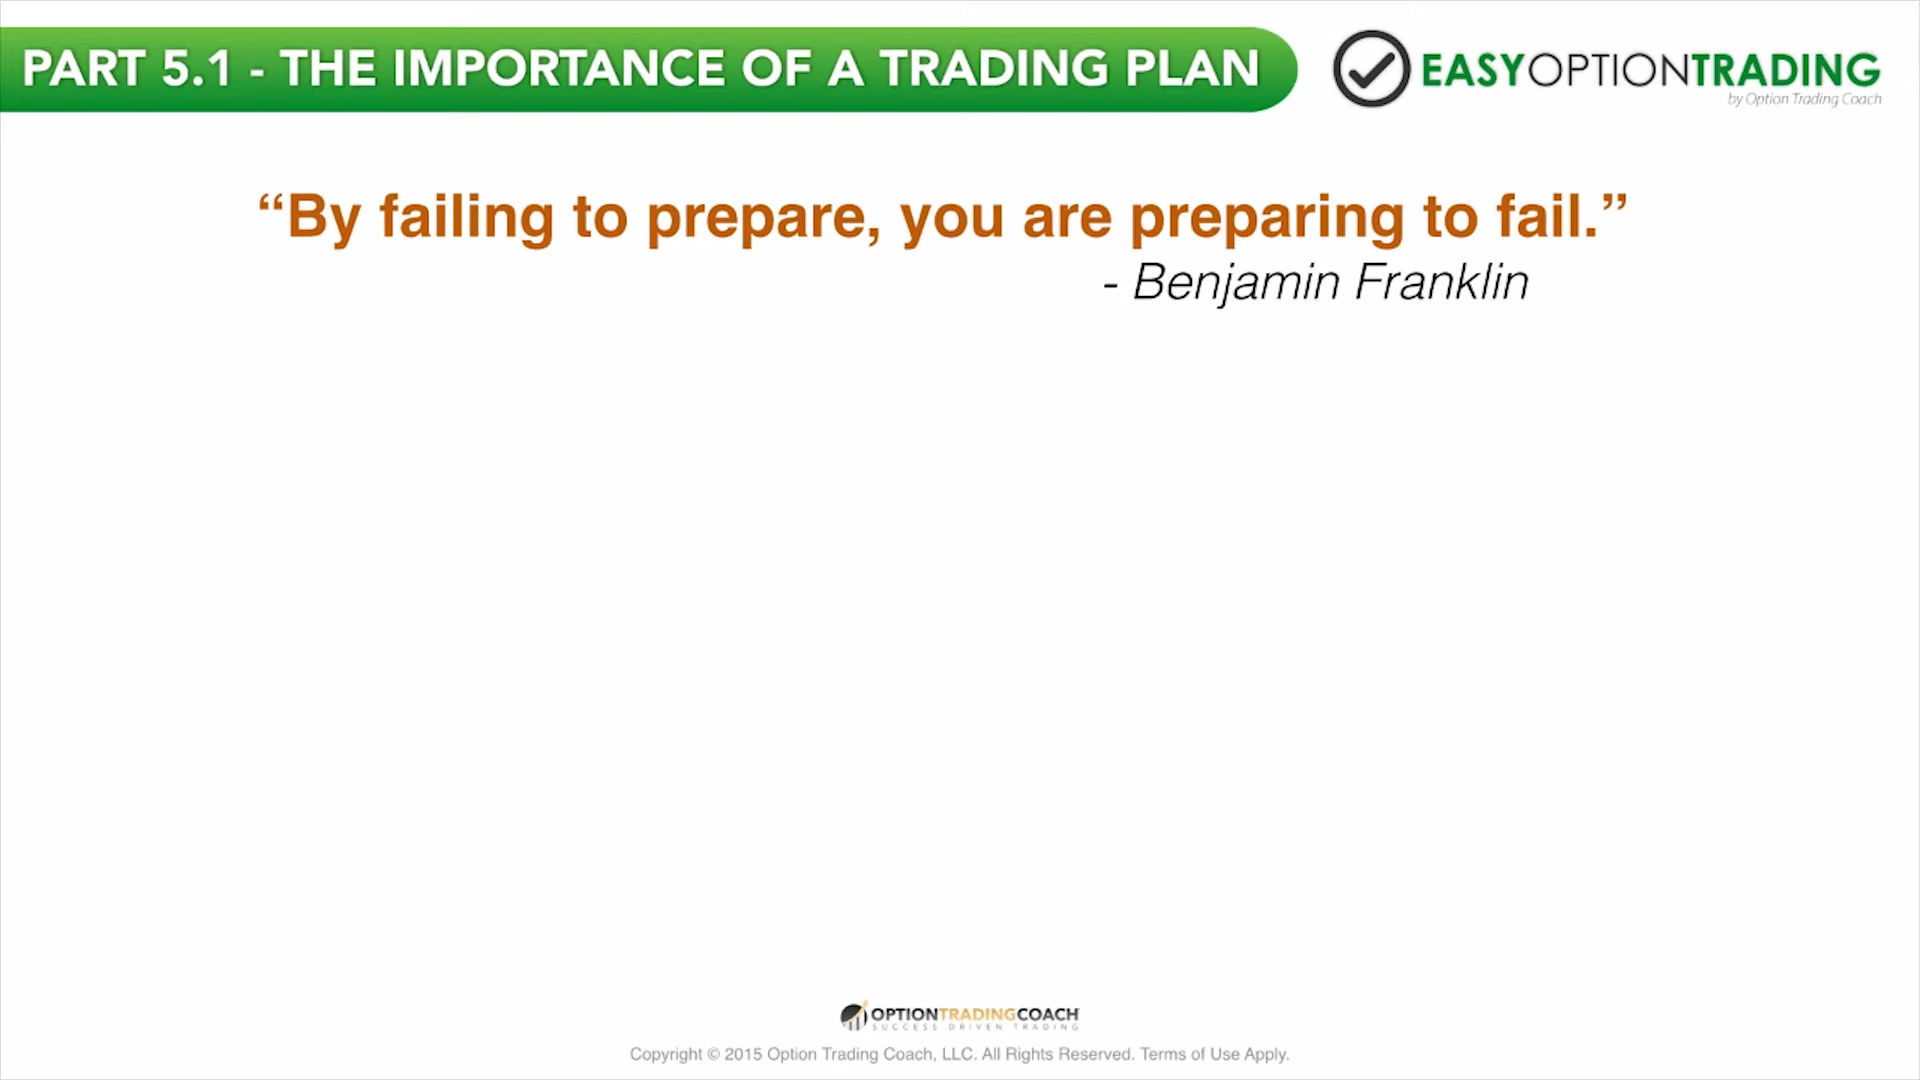 PART 5.1 - THE IMPORTANCE OF A TRADING PLAN
EASYOPTIONTRADING
by Option Trading Coach
“By failing to prepare, you are preparing to fail.”
- Benjamin Franklin
OPTIONTRADINGCOACH
SUCCESS DRIVEN TRADING
Copyright © 2015 Option Trading Coach, LLC. All Rights Reserved. Terms of Use Apply.